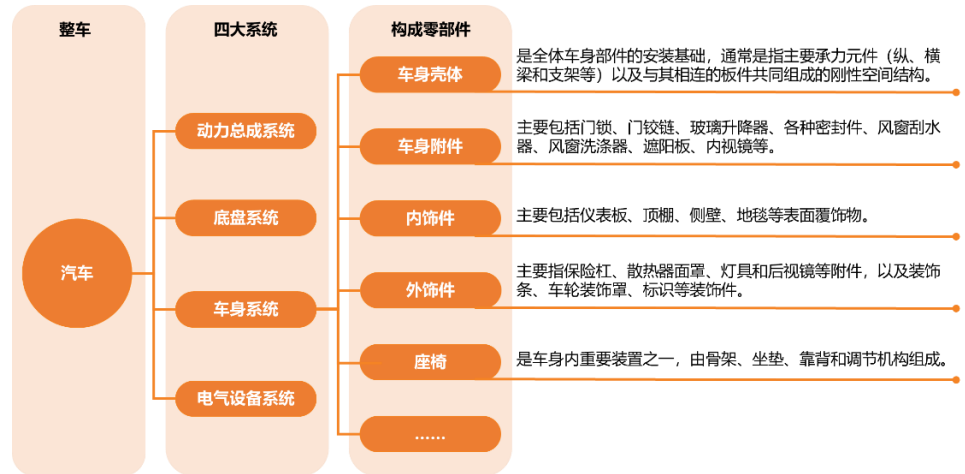 整车
四大系统
构成零部件
汽车
动力总成系统
底盘系统
车身系统
电气设备系统
车身壳体
是全体车身部件的安装基础，通常是指主要承力元件（纵、横
梁和支架等）以及与其相连的板件共同组成的刚性空间结构。
车身附件
主要包括门锁、门铰链、玻璃升降器、各种密封件、风窗刮水
器、风窗洗涤器、遮阳板、内视镜等。
内饰件
主要包括仪表板、顶棚、侧壁、地毯等表面覆饰物。
外饰件
主要指保险杠、散热器面罩、灯具和后视镜等附件，以及装饰
条、车轮装饰罩、标识等装饰件。
座椅
是车身内重要装置之一，由骨架、坐垫、靠背和调节机构组成。
……